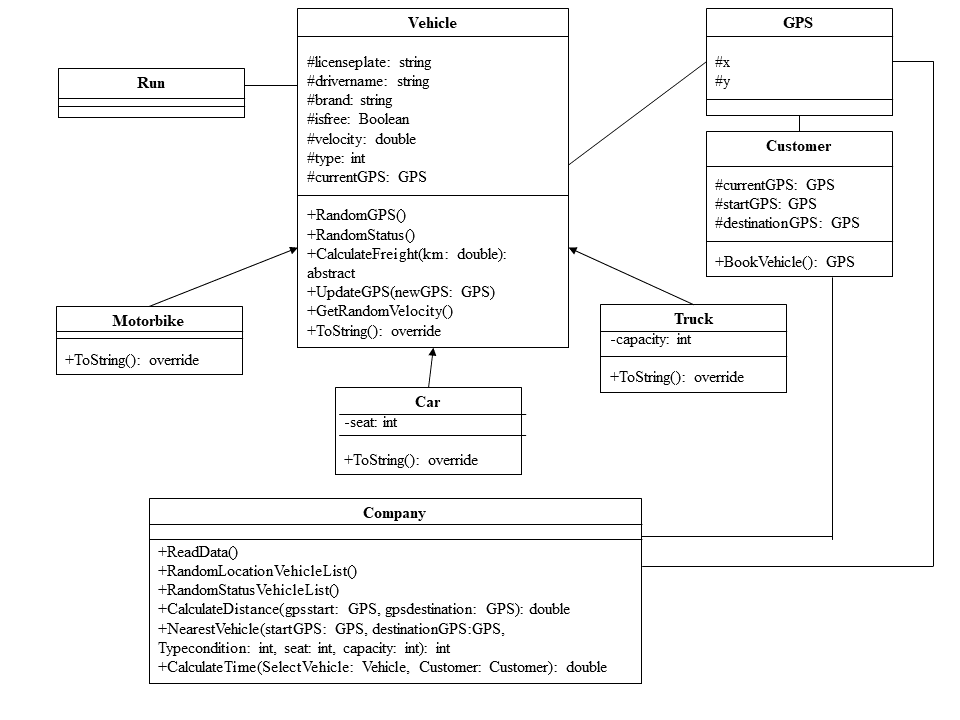 Vehicle
#licenseplate: string
#drivername: string
#brand: string
#isfree: Boolean
#velocity: double
#type: int
#currentGPS: GPS
+RandomGPS()
+RandomStatus()
+CalculateFreight(km: double):
abstract
+UpdateGPS(newGPS: GPS)
+GetRandomVelocity()
+ToString(): override
GPS
#x
#y
Run
Customer
#currentGPS: GPS
#startGPS: GPS
#destinationGPS: GPS
+BookVehicle(): GPS
Motorbike
+ToString(): override
Truck
-capacity: int
+ToString(): override
Car
-seat: int
+ToString(): override
Company
+ReadData()
+RandomLocationVehicleList()
+RandomStatusVehicleList()
+CalculateDistance(gpsstart: GPS, gpsdestination: GPS): double
+NearestVehicle(startGPS: GPS, destinationGPS:GPS,
Typecondition: int, seat: int, capacity: int): int
+CalculateTime(SelectVehicle: Vehicle, Customer: Customer): double